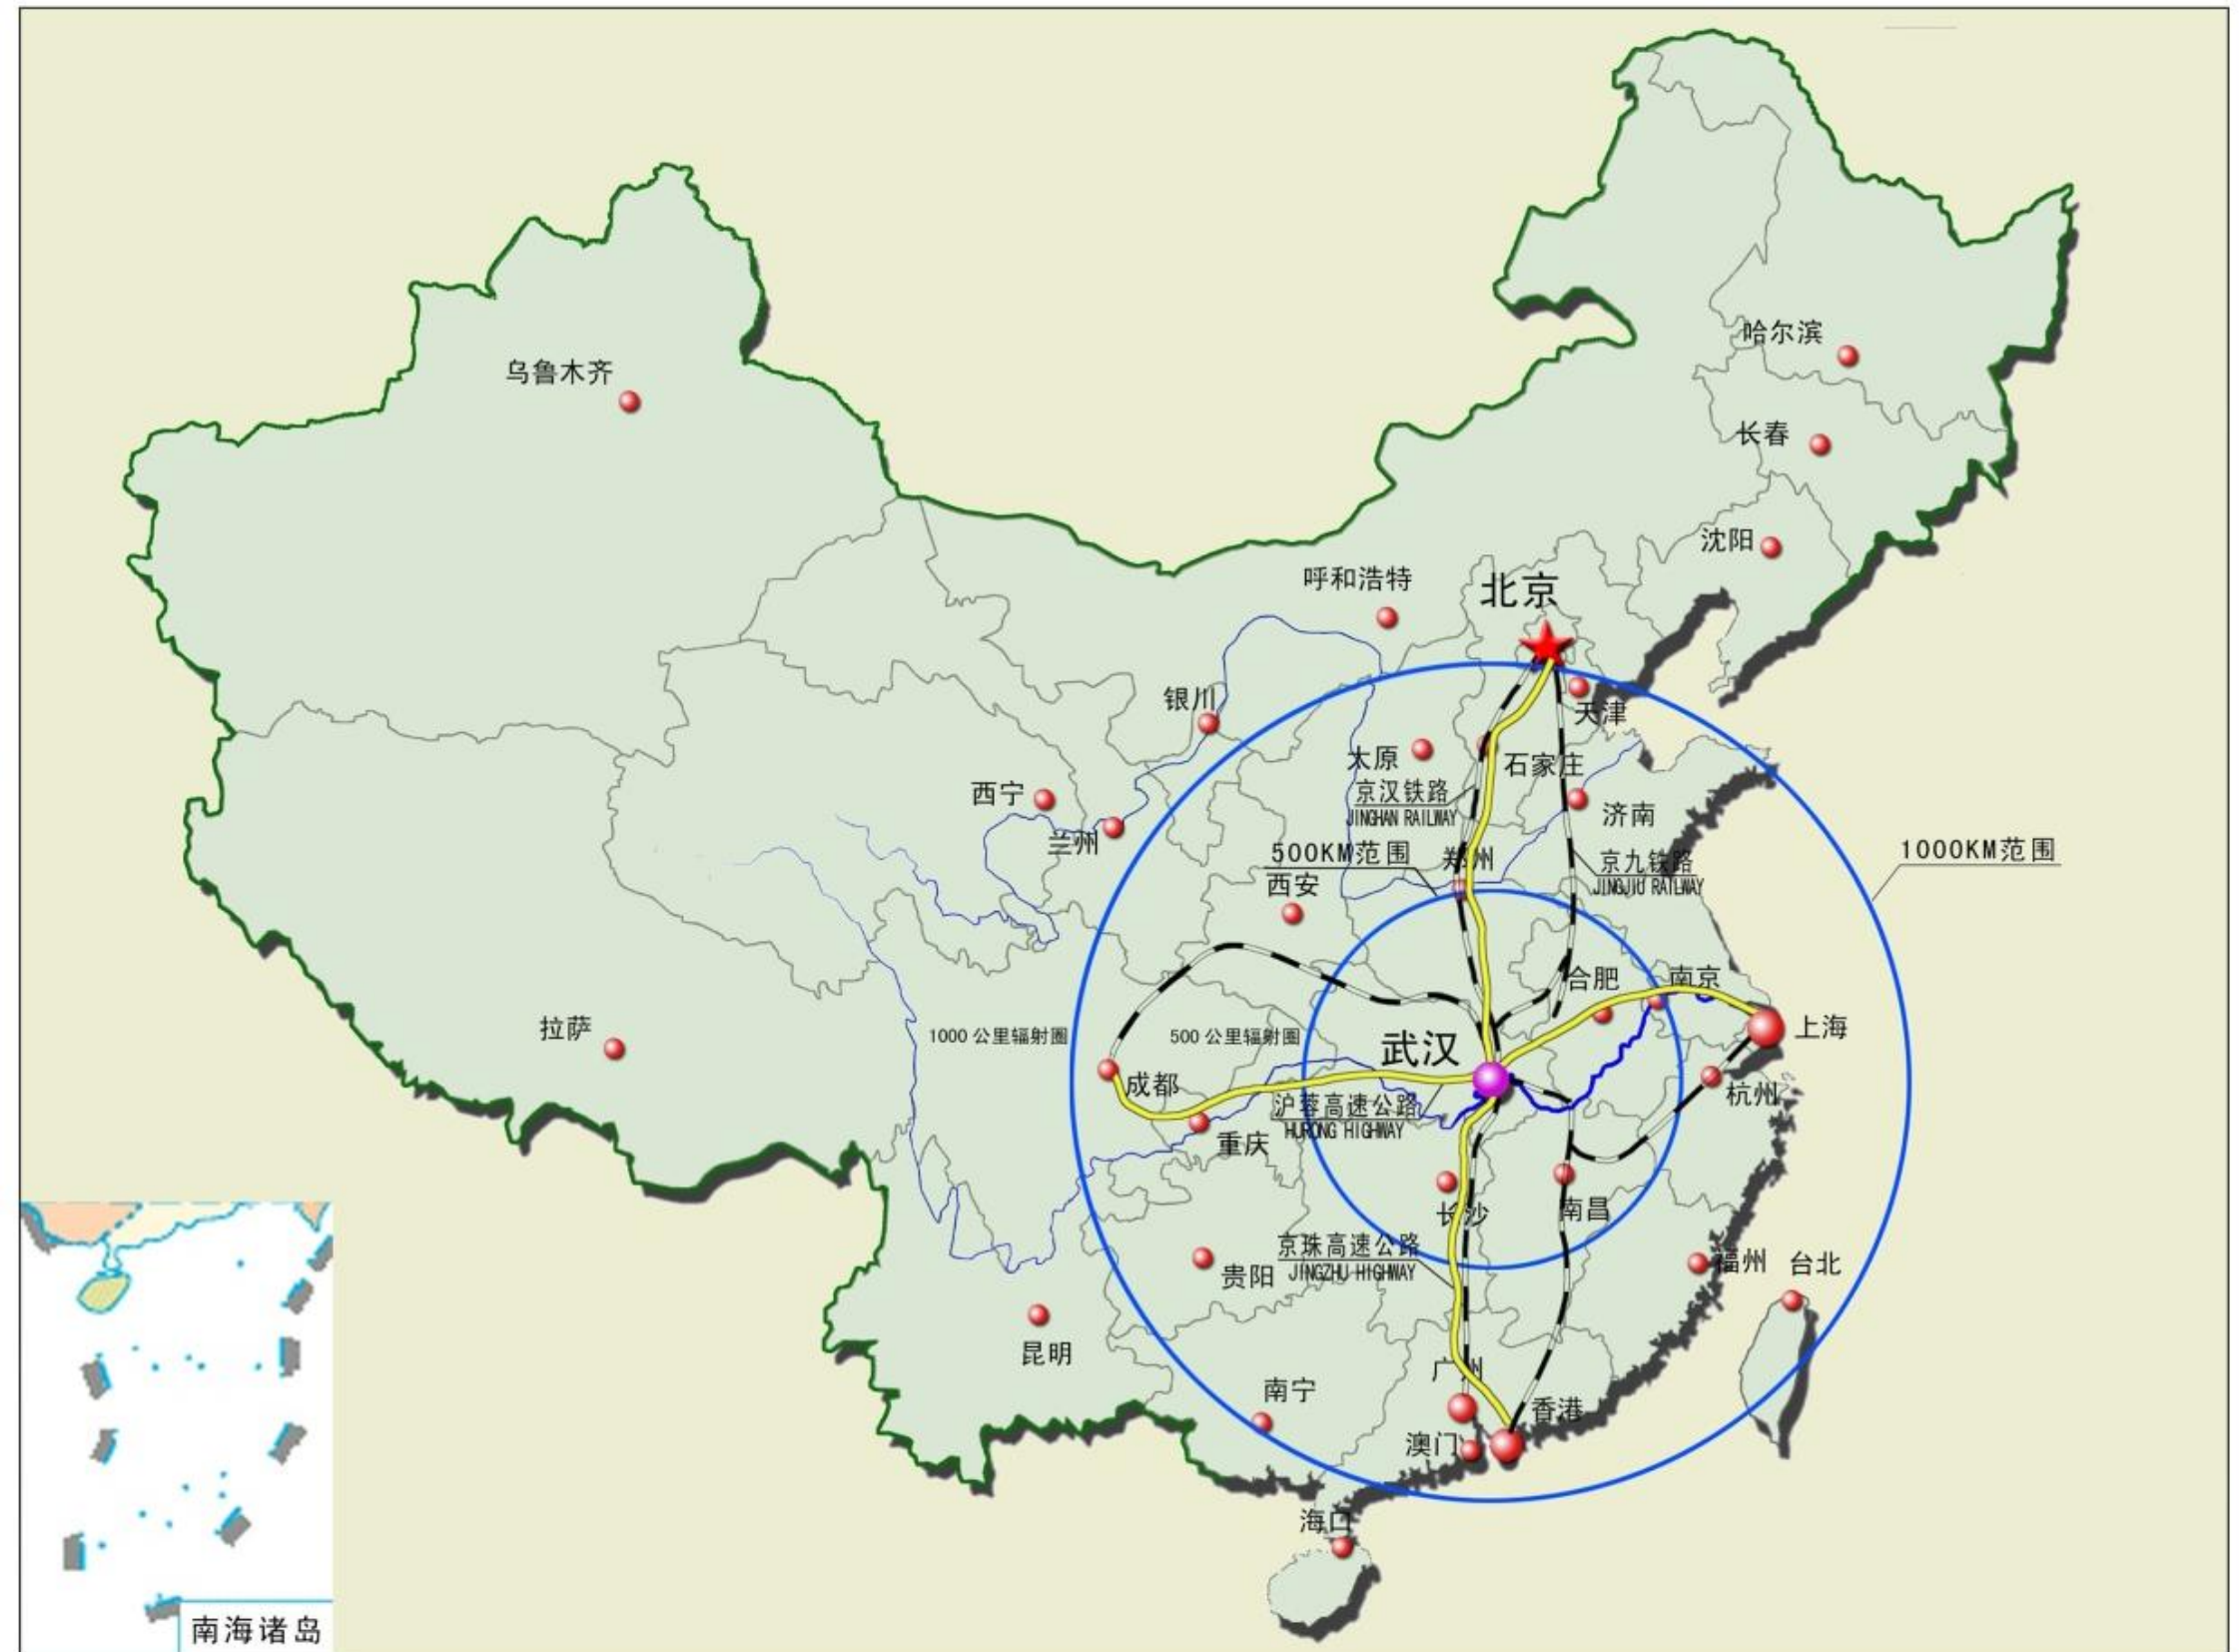 哈尔滨
乌鲁木齐
长春
沈阳
呼和浩特
北京
银川
天津
太原
石家庄
京汉铁路
JINGHAN RAILWAY
西宁
济南
兰州
500KM范围
郑州
京九铁路
JINGJIU RAILWAY
1000KM范围
西安
合肥
南京
拉萨
1000 公里辐射圈
500 公里辐射圈
武汉
上海
成都
杭州
沪蓉高速公路
HURONG HIGHWAY
重庆
长沙
南昌
京珠高速公路
JINGZHU HIGHWAY
贵阳
福州
台北
昆明
广州
南宁
香港
澳门
海口
南海诸岛